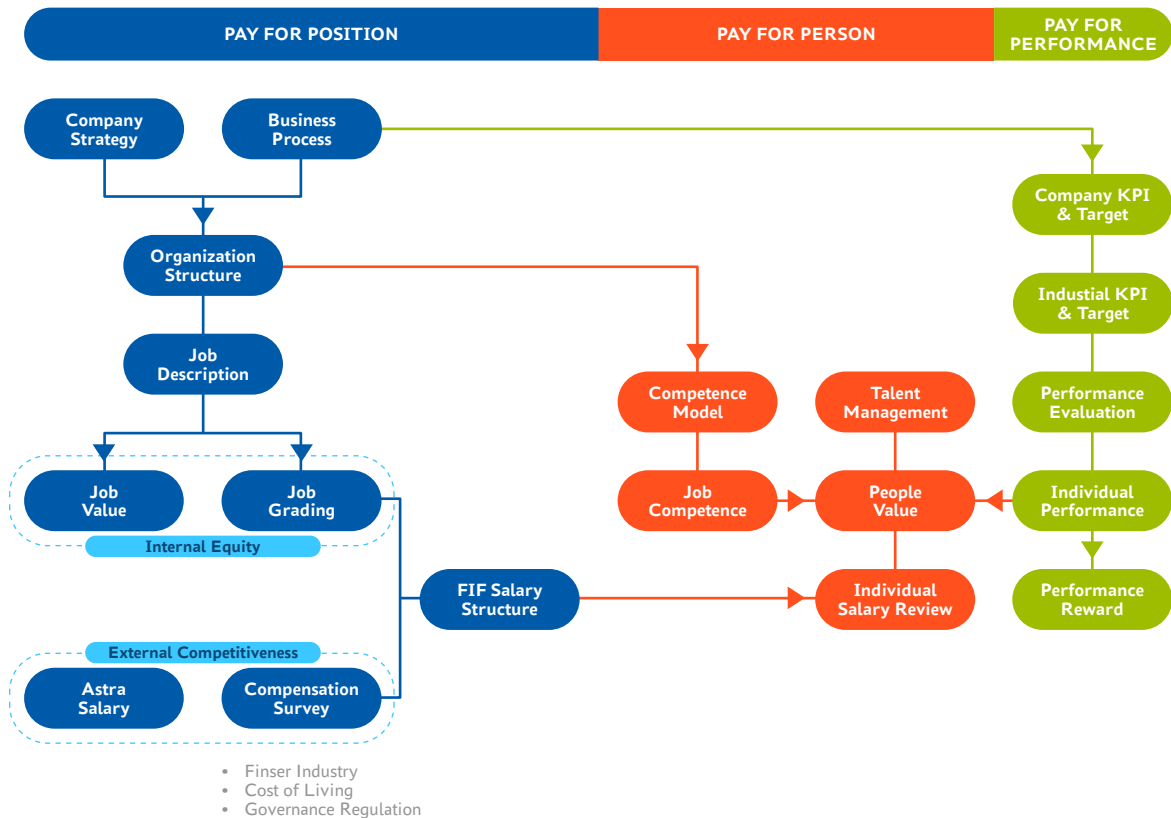 PAY FOR POSITION
PAY FOR PERSON
PAY FOR
PERFORMANCE
Company
Strategy
Business
Process
Company KPI
& Target
Organization
Structure
Industial KPI
& Target
Job
Description
Competence
Model
Talent
Management
Performance
Evaluation
Job
Value
Job
Grading
Job
Competence
People
Value
Individual
Performance
Internal Equity
FIF Salary
Structure
Individual
Salary Review
Performance
Reward
External Competitiveness
Astra
Salary
Compensation
Survey
• Finser Industry
• Cost of Living
• Governance Regulation